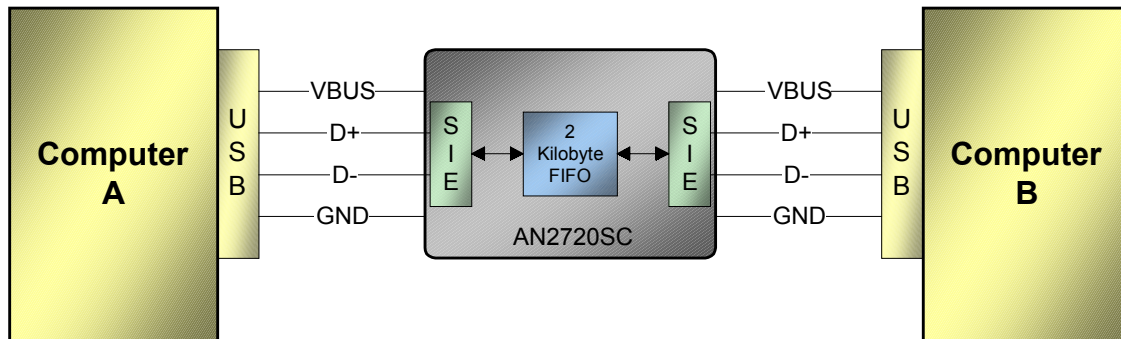 Computer
A
U
S
B
VBUS
D+
D-
GND
S
I
E
2
Kilobyte
FIFO
S
I
E
AN2720SC
VBUS
D+
D-
GND
U
S
B
Computer
B